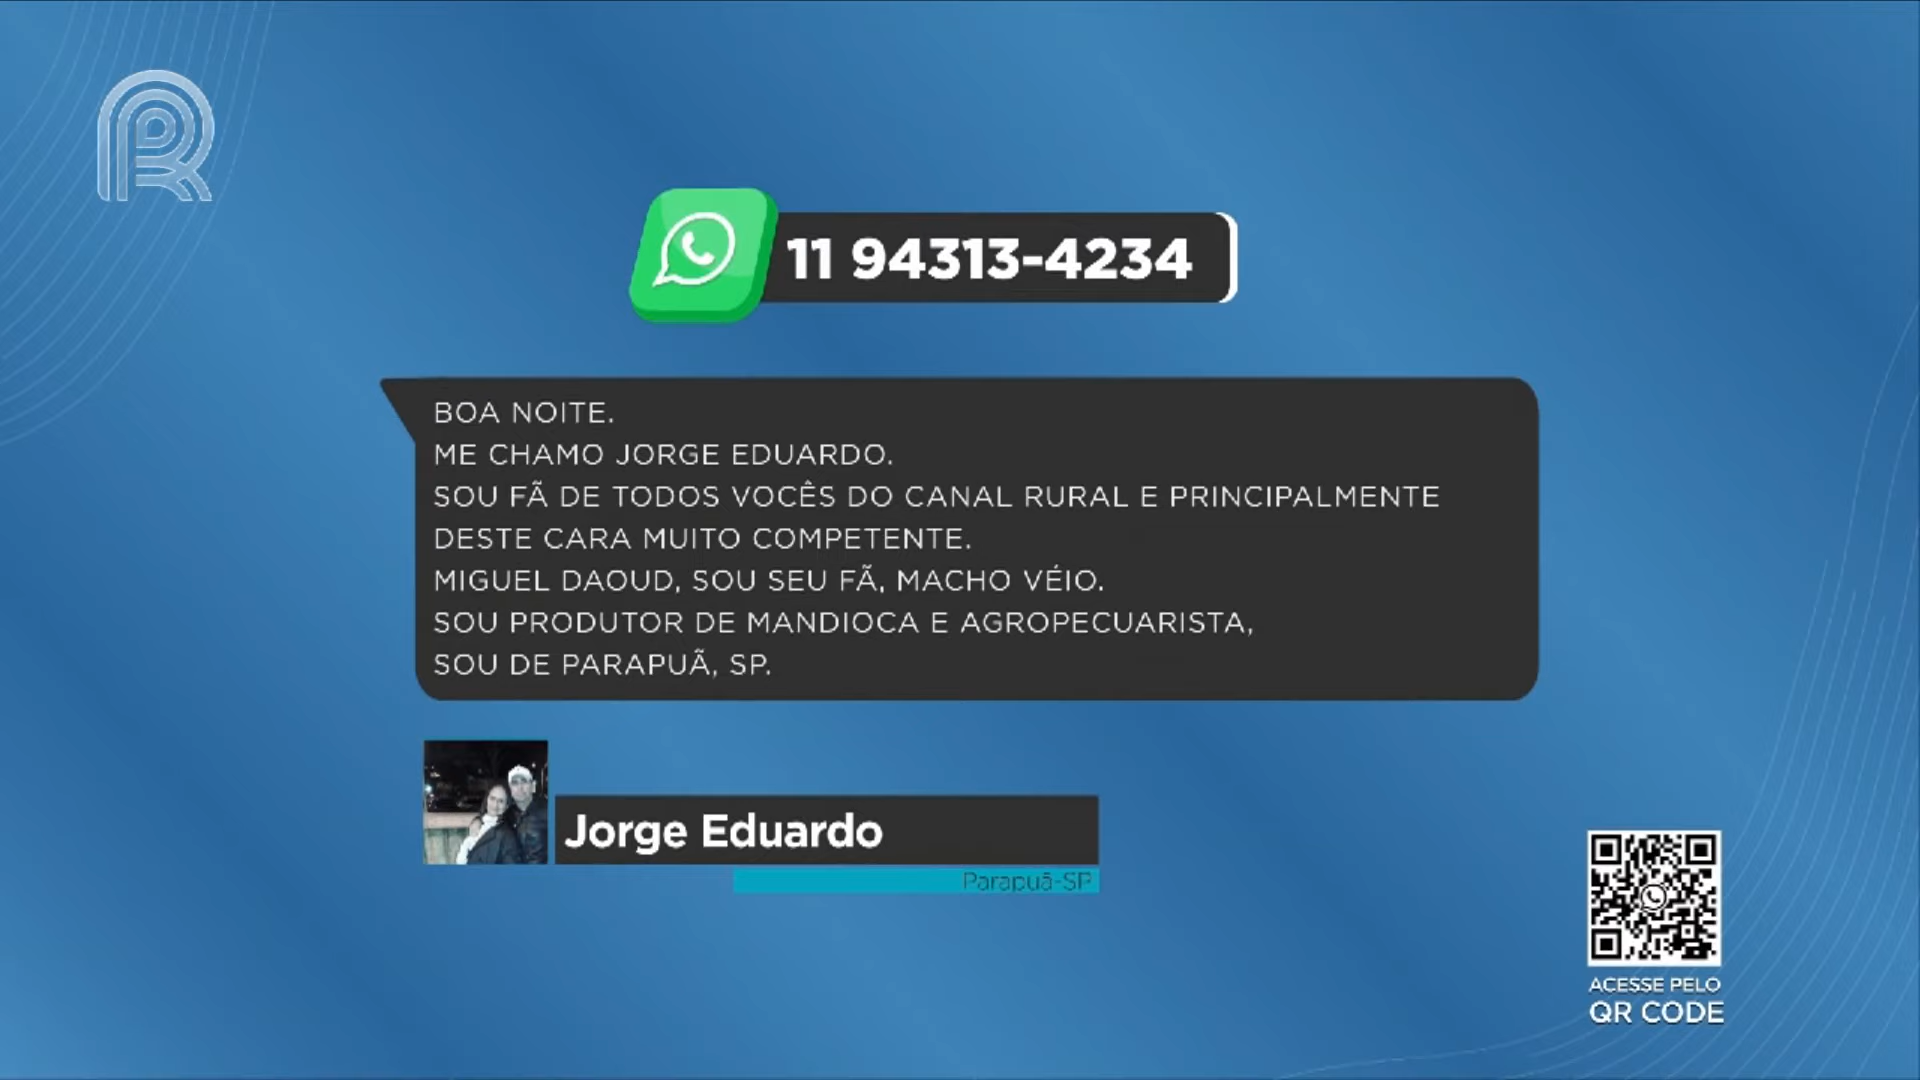 11 94313-4234
BOA NOITE.
ME CHAMO JORGE EDUARDO.
SOU FÃ DE TODOS VOCÊS DO CANAL RURAL E PRINCIPALMENTE
DESTE CARA MUITO COMPETENTE.
MIGUEL DAOUD, SOU SEU FÃ, MACHO VÉIO.
SOU PRODUTOR DE MANDIOCA E AGROPECUARISTA,
SOU DE PARAPUÃ, SP.
Jorge Eduardo
Parapuã-SP
ACESSE PELO
QR CODE